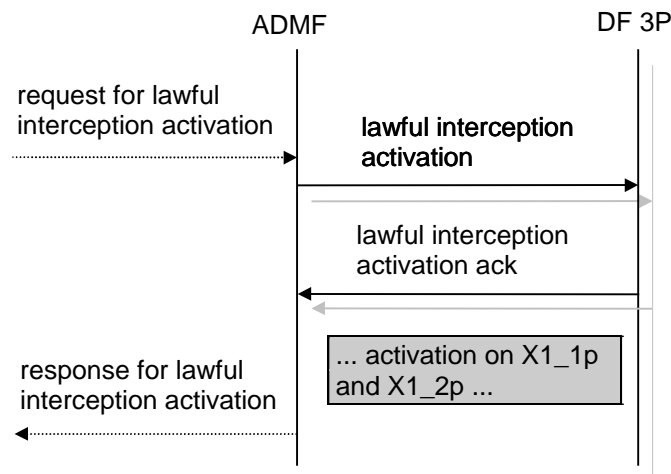 ADMF
DF 3P
request for lawful
interception activation
lawful interception
activation
lawful interception
activation ack
... activation on X1_1p
and X1_2p ...
response for lawful
interception activation